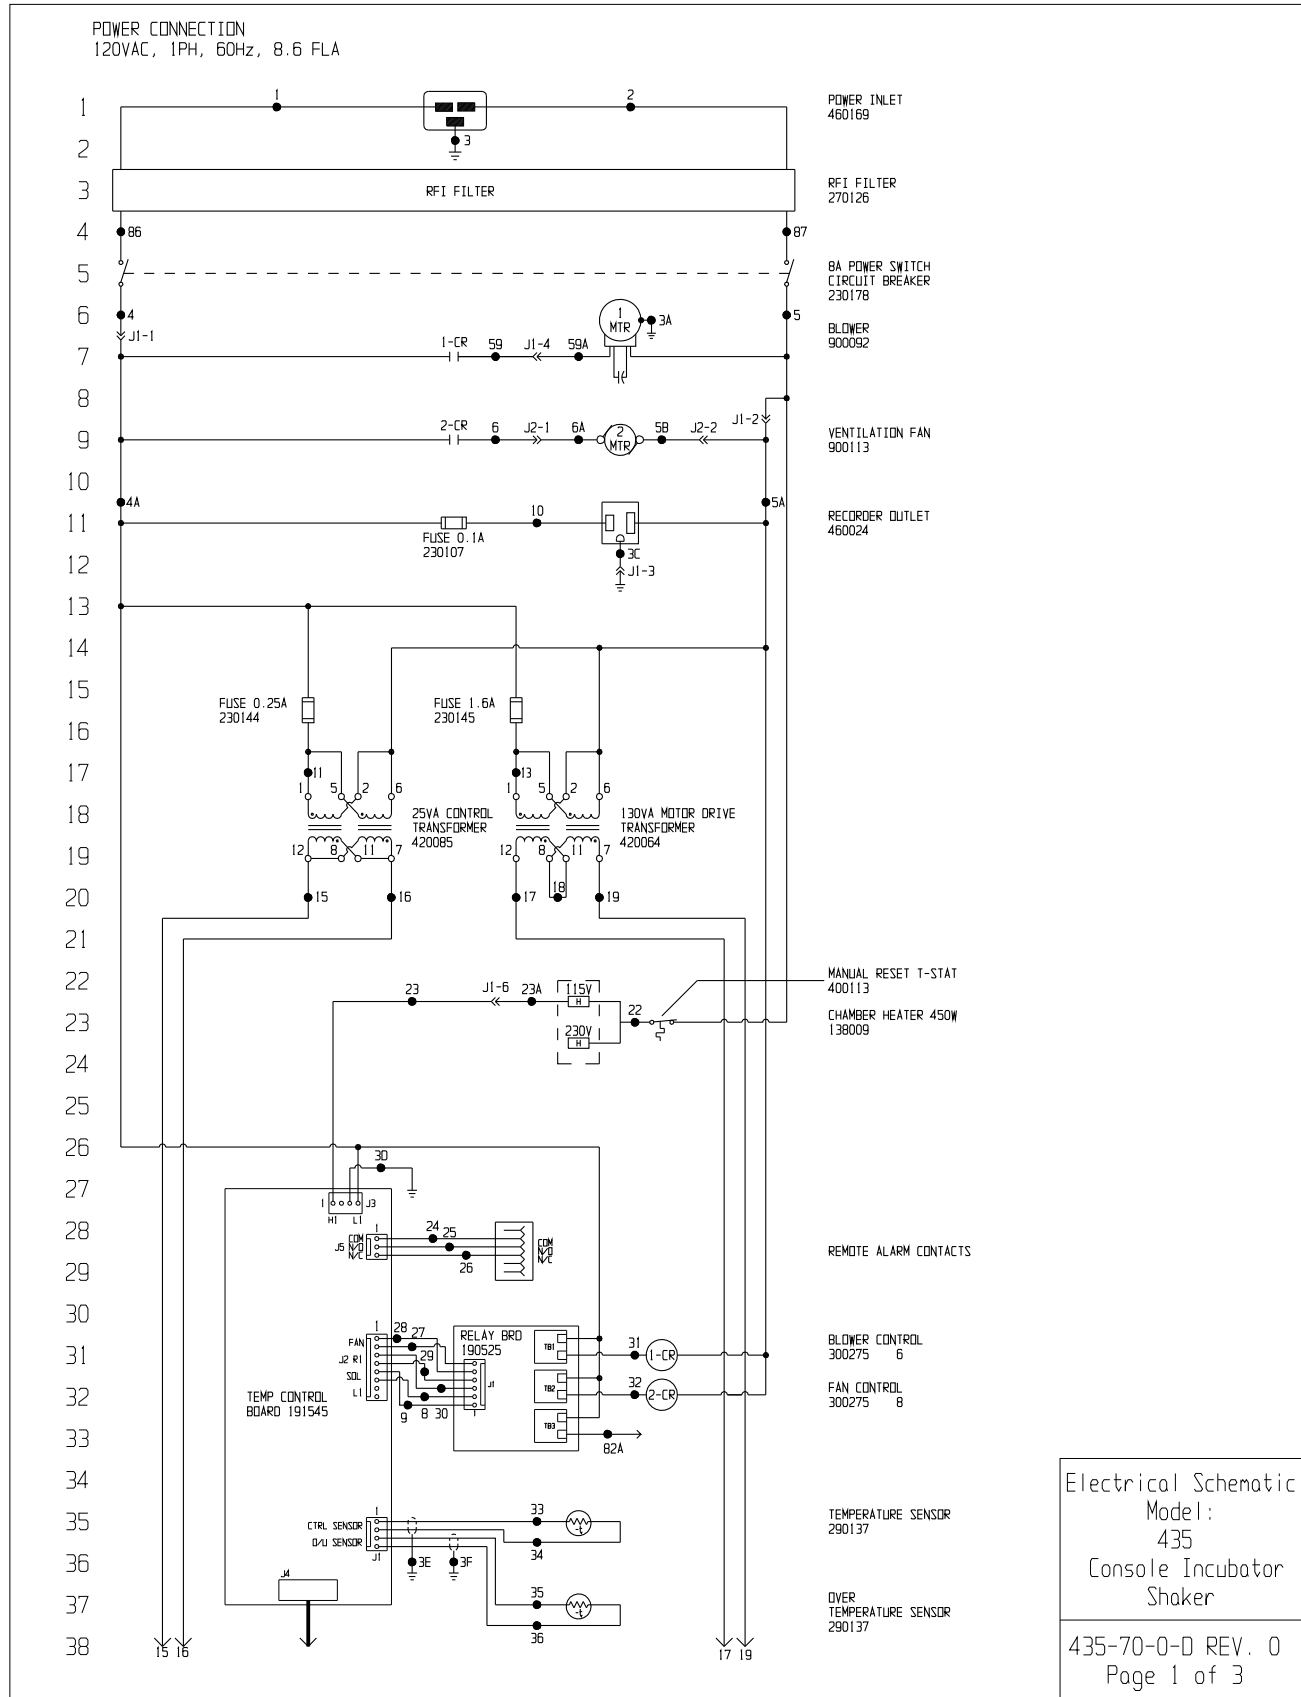 POWER CONNECTION
120VAC, 1PH, 60Hz, 8.6 FLA
1
1
2
POWER INLET
460169
2
3
3
RFI FILTER
RFI FILTER
270126
4
86
87
5
8A POWER SWITCH
CIRCUIT BREAKER
230178
6
4
J1-1
1
MTR
3A
5
BLOWER
900092
7
1-CR
59
J1-4
59A
8
J1-2
9
2-CR
6
J2-1
6A
2
MTR
5B
J2-2
VENTILATION FAN
900113
10
4A
5A
11
FUSE 0.1A
230107
10
RECORDER OUTLET
460024
12
3C
J1-3
13
14
15
FUSE 0.25A
230144
FUSE 1.6A
230145
16
17
11
13
1 5 2 6
1 5 2 6
18
25VA CONTROL
TRANSFORMER
420085
130VA MOTOR DRIVE
TRANSFORMER
420064
19
12 8 11 7
12 8 11 7
20
15
16
17
18
19
21
22
MANUAL RESET T-STAT
400113
23
J1-6
23A
115V
H
22
23
CHAMBER HEATER 450W
138009
230V
H
24
25
26
3D
27
1
J3
H1 L1
28
COM
J5 N/O
N/C
1
24
25
26
COM
N/O
N/C
REMOTE ALARM CONTACTS
29
30
31
1
FAN
J2 R1
SOL
L1
28
27
29
RELAY BRD
190525
J1
1
TB1
31
1-CR
BLOWER CONTROL
300275 6
32
TEMP CONTROL
BOARD 191545
9
8
30
TB2
32
2-CR
FAN CONTROL
300275 8
33
TB3
82A
34
35
1
CTRL SENSOR
O/U SENSOR
J1
33
-t
34
TEMPERATURE SENSOR
290137
36
3E
3F
37
J4
35
-t
36
OVER
TEMPERATURE SENSOR
290137
38
15
16
17
19
Electrical Schematic
Model:
435
Console Incubator
Shaker
435-70-0-D REV. 0
Page 1 of 3